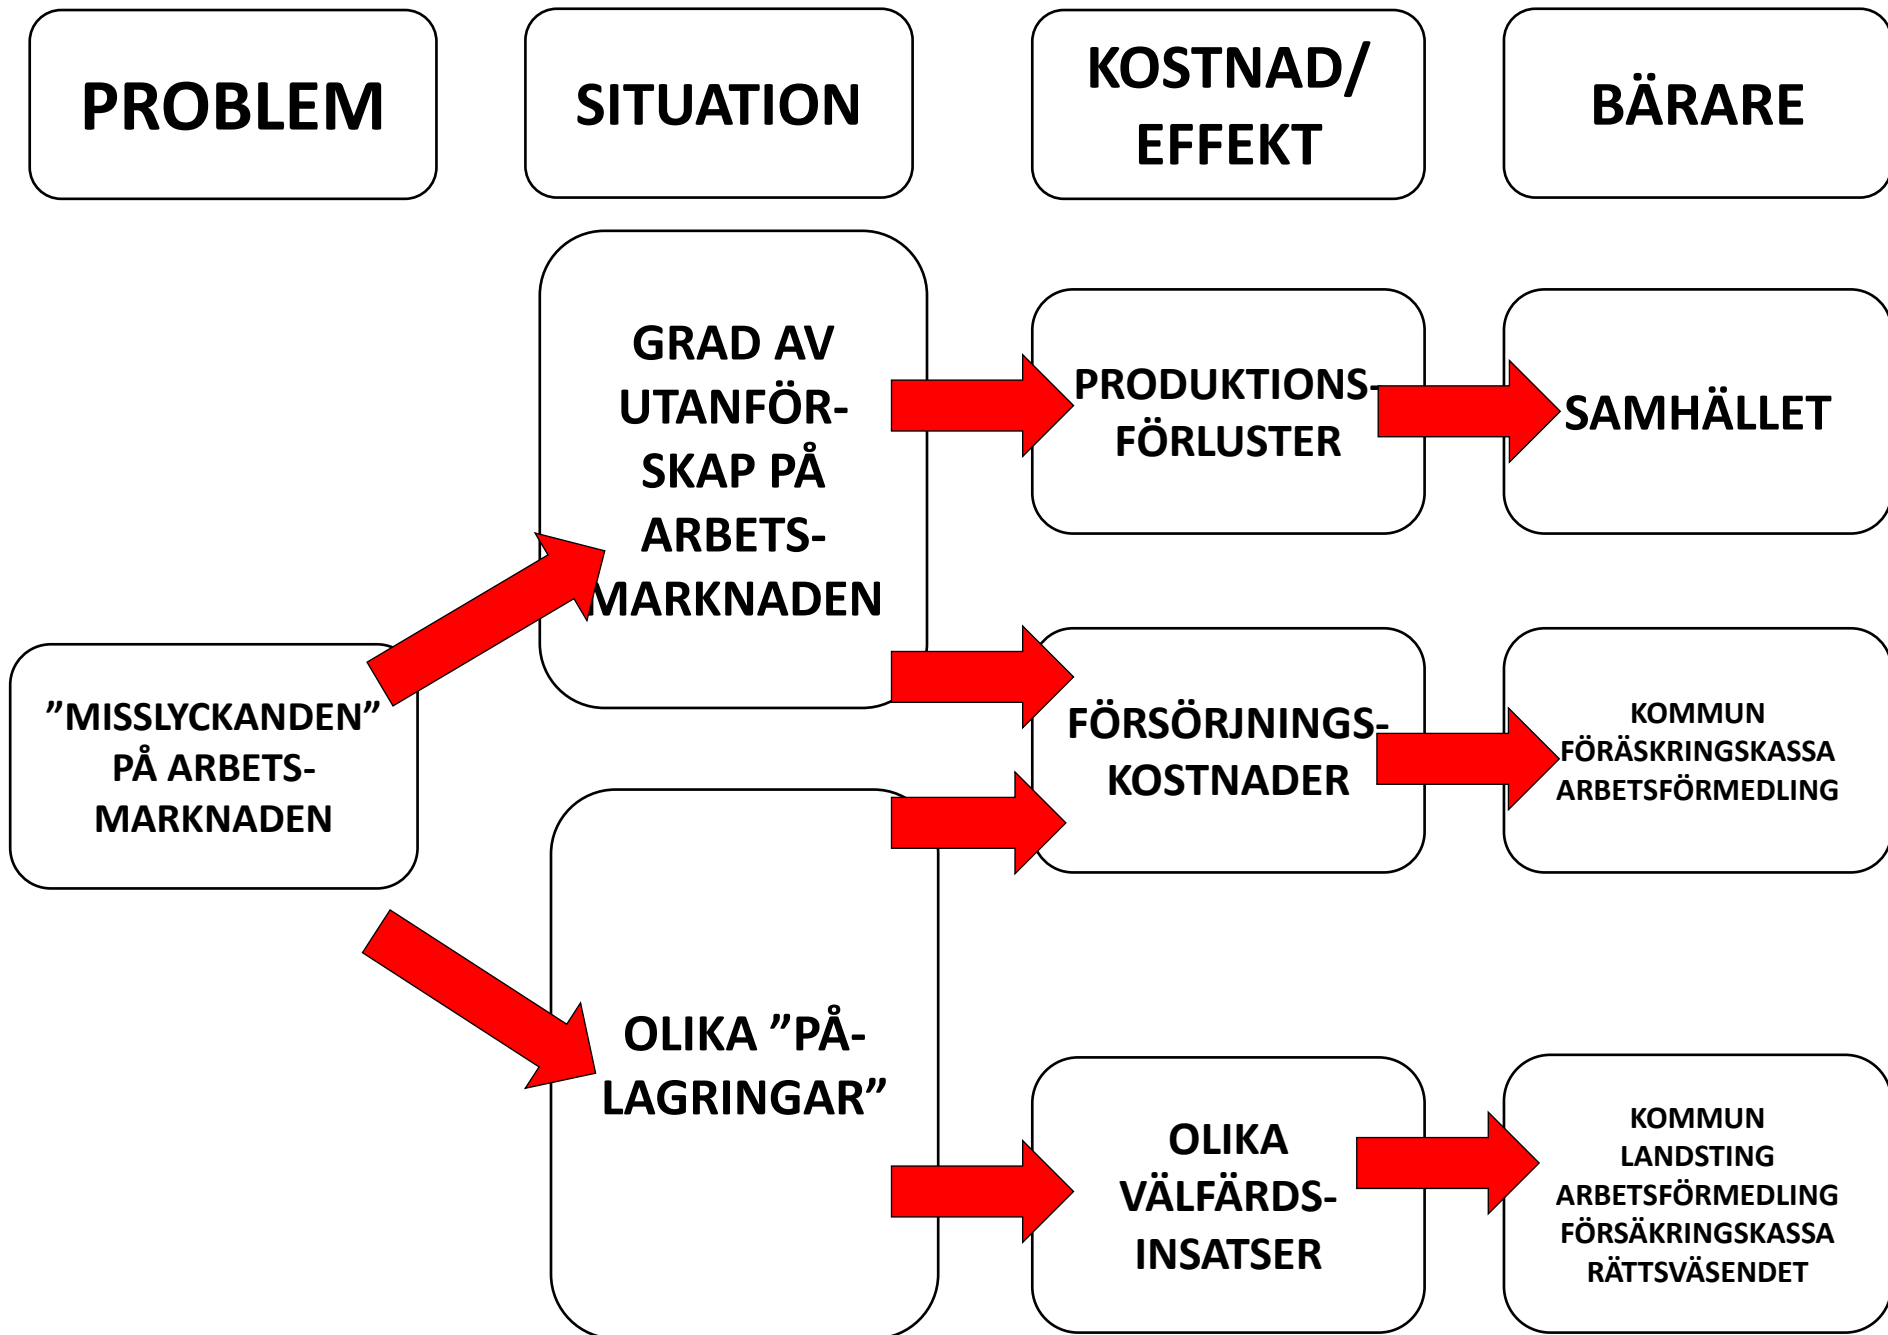 PROBLEM
SITUATION
KOSTNAD/
EFFEKT
BÄRARE
GRAD AV
UTANFÖR-
SKAP PÅ
ARBETS-
MARKNADEN
PRODUKTIONS-
FÖRLUSTER
SAMHÄLLET
”MISSLYCKANDEN”
PÅ ARBETS-
MARKNADEN
FÖRSÖRJNINGS-
KOSTNADER
KOMMUN
FÖRÄSKRINGSKASSA
ARBETSFÖRMEDLING
OLIKA ”PÅ-
LAGRINGAR”
OLIKA
VÄLFÄRDS-
INSATSER
KOMMUN
LANDSTING
ARBETSFÖRMEDLING
FÖRSÄKRINGSKASSA
RÄTTSVÄSENDET